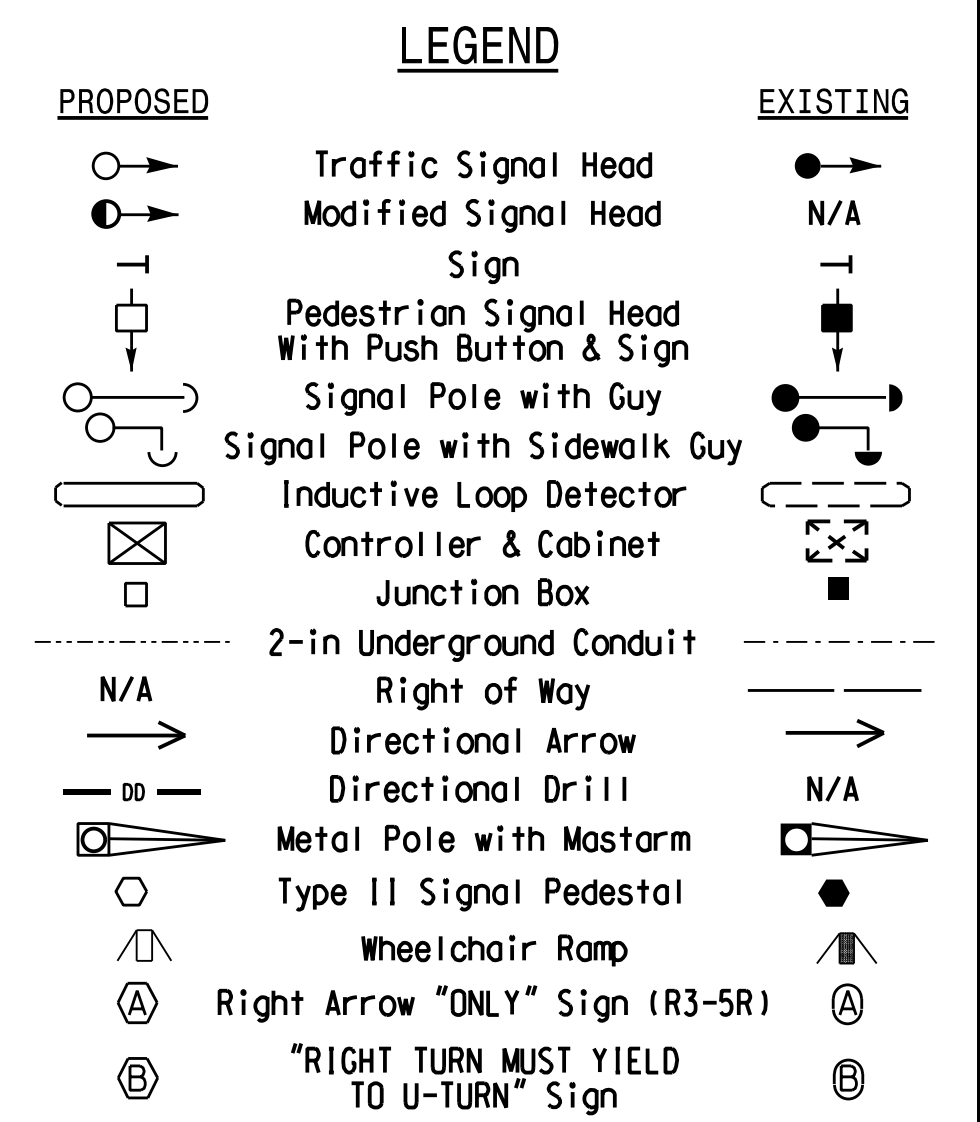 LEGEND
PROPOSED EXISTING
Traffic Signal Head
Modified Signal Head N/A
Sign
Pedestrian Signal Head
With Push Button & Sign
Signal Pole with Guy
Signal Pole with Sidewalk Guy
Inductive Loop Detector
Controller & Cabinet
Junction Box
2-in Underground Conduit
N/A Right of Way
Directional Arrow
DD Directional Drill N/A
Metal Pole with Mastarm
Type II Signal Pedestal
Wheelchair Ramp
A Right Arrow "ONLY" Sign (R3-5R) A
"RIGHT TURN MUST YIELD
B TO U-TURN" Sign B